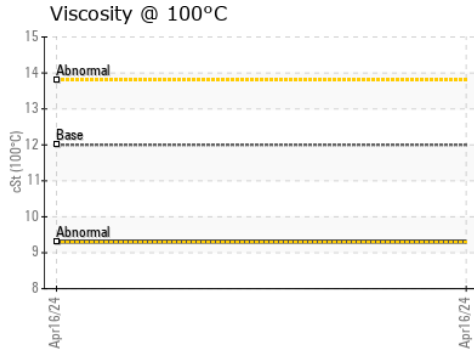 Viscosity @ 100°C
15
14
13
12
11
10
9
8
cSt (100°C)
Abnormal
Base
Abnormal
Apr16/24
Apr16/24